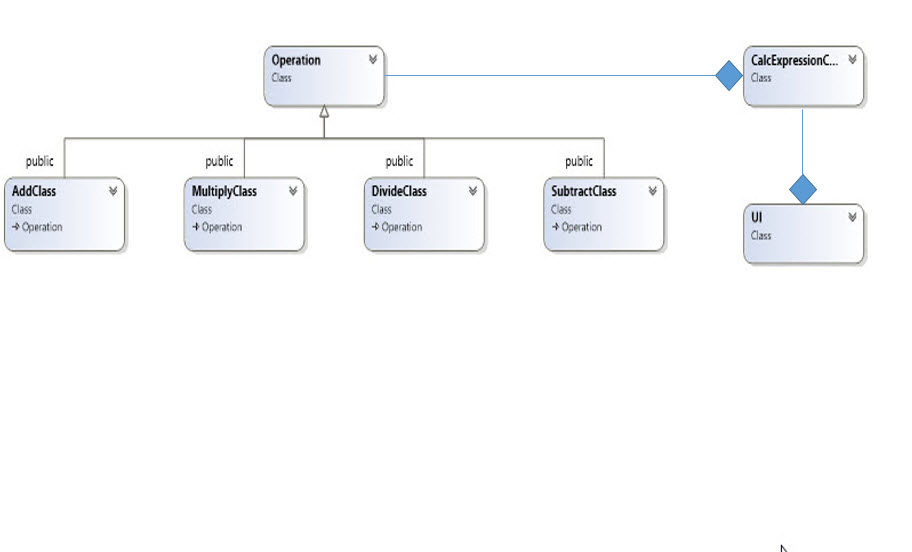 Operation
Class
CalcExpressionC...
Class
public
public
public
public
AddClass
Class
Operation
MultiplyClass
Class
Operation
DivideClass
Class
Operation
SubtractClass
Class
Operation
UI
Class